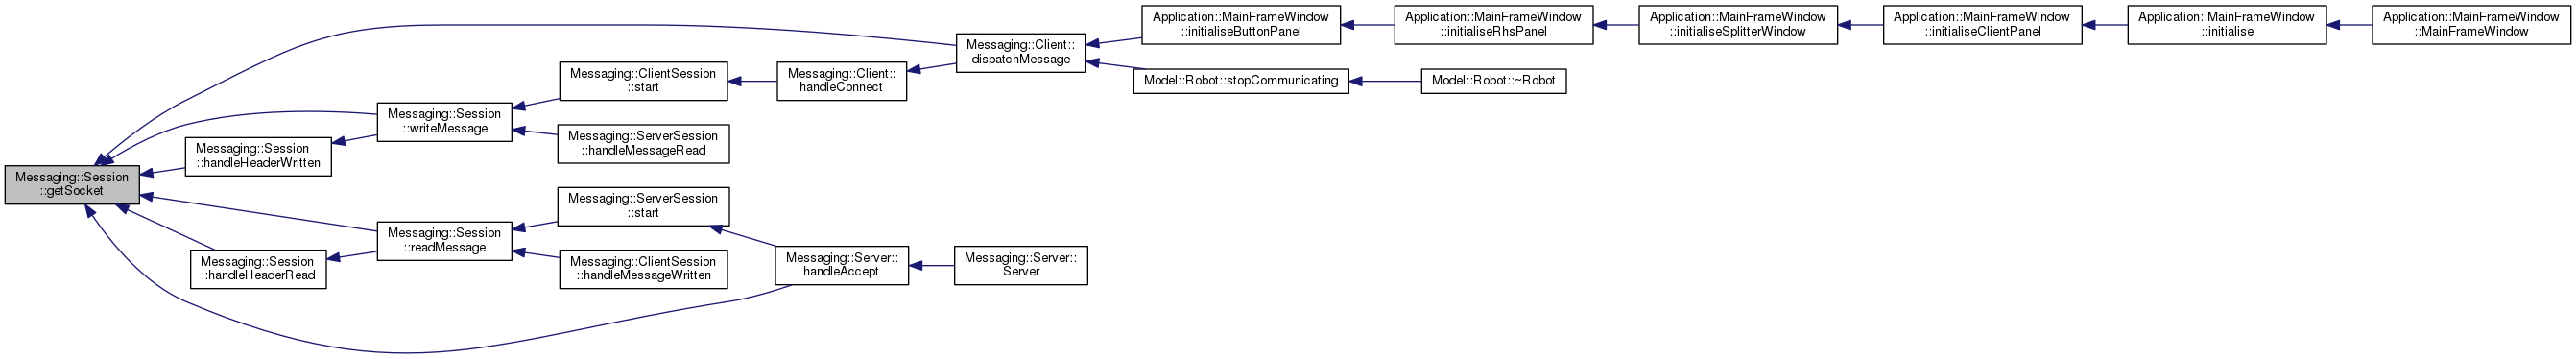 Messaging::Session
::getSocket
Messaging::Session
::handleHeaderWritten
Messaging::Session
::handleHeaderRead
Messaging::Session
::writeMessage
Messaging::Session
::readMessage
Messaging::ClientSession
::start
Messaging::ServerSession
::handleMessageRead
Messaging::ServerSession
::start
Messaging::ClientSession
::handleMessageWritten
Messaging::Client::
handleConnect
Messaging::Server::
handleAccept
Messaging::Client::
dispatchMessage
Messaging::Server::
Server
Application::MainFrameWindow
::initialiseButtonPanel
Model::Robot::stopCommunicating
Application::MainFrameWindow
::initialiseRhsPanel
Model::Robot::~Robot
Application::MainFrameWindow
::initialiseSplitterWindow
Application::MainFrameWindow
::initialiseClientPanel
Application::MainFrameWindow
::initialise
Application::MainFrameWindow
::MainFrameWindow